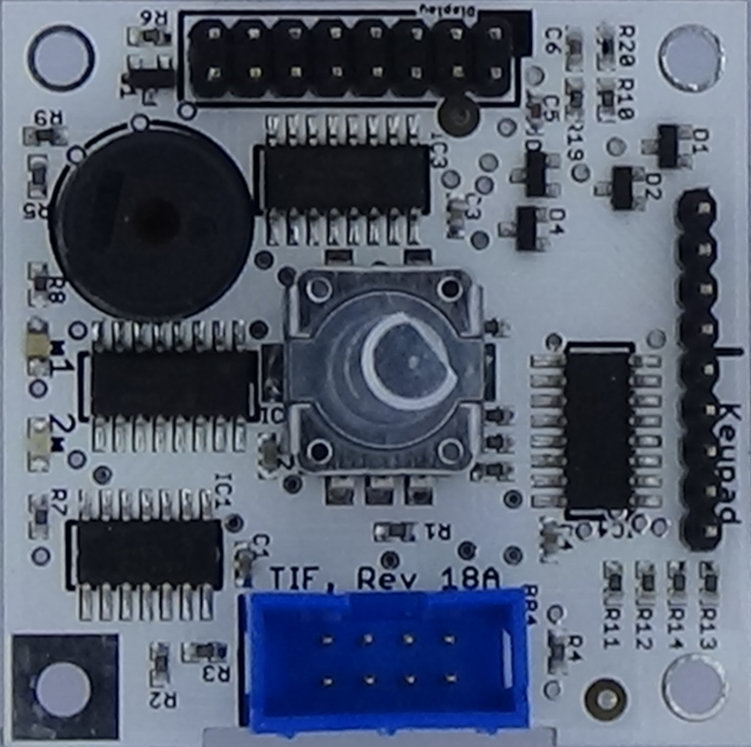 R6
Display
C6
R20
R9
C5
R10
R19
IC3
D1
R5
D2
C3
D4
R8
1
2
Keypad
R7
IC1
C1
R1
TIF, Rev 18A
R11
R12
R14
R13
R4
R3
R2